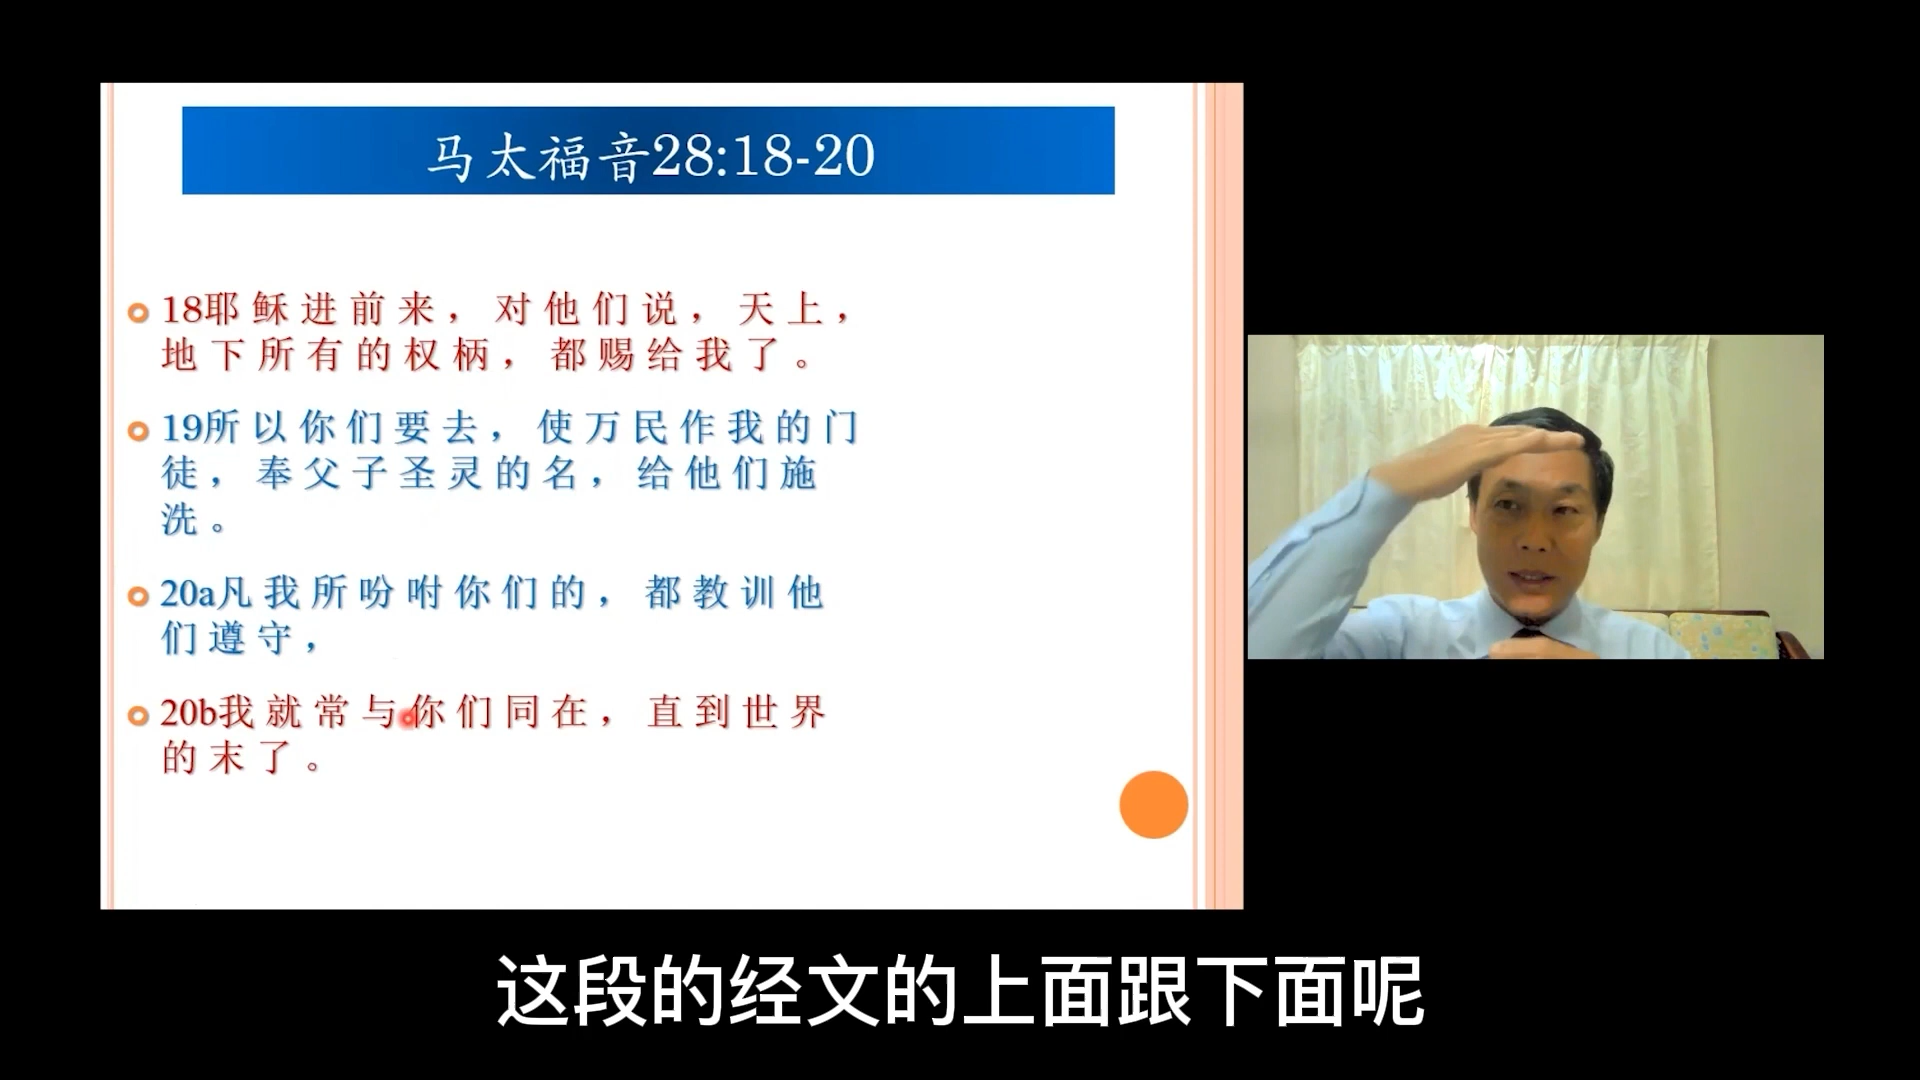 马太福音28:18-20
18耶稣进前来，对他们说，天上，
地下所有的权柄，都赐给我了。
19所以你们要去，使万民作我的门
徒，奉父子圣灵的名，给他们施
洗。
20a凡我所吩咐你们的，都教训他
们遵守，
20b我就常与你们同在，直到世界
的末了。
这段的经文的上面跟下面呢